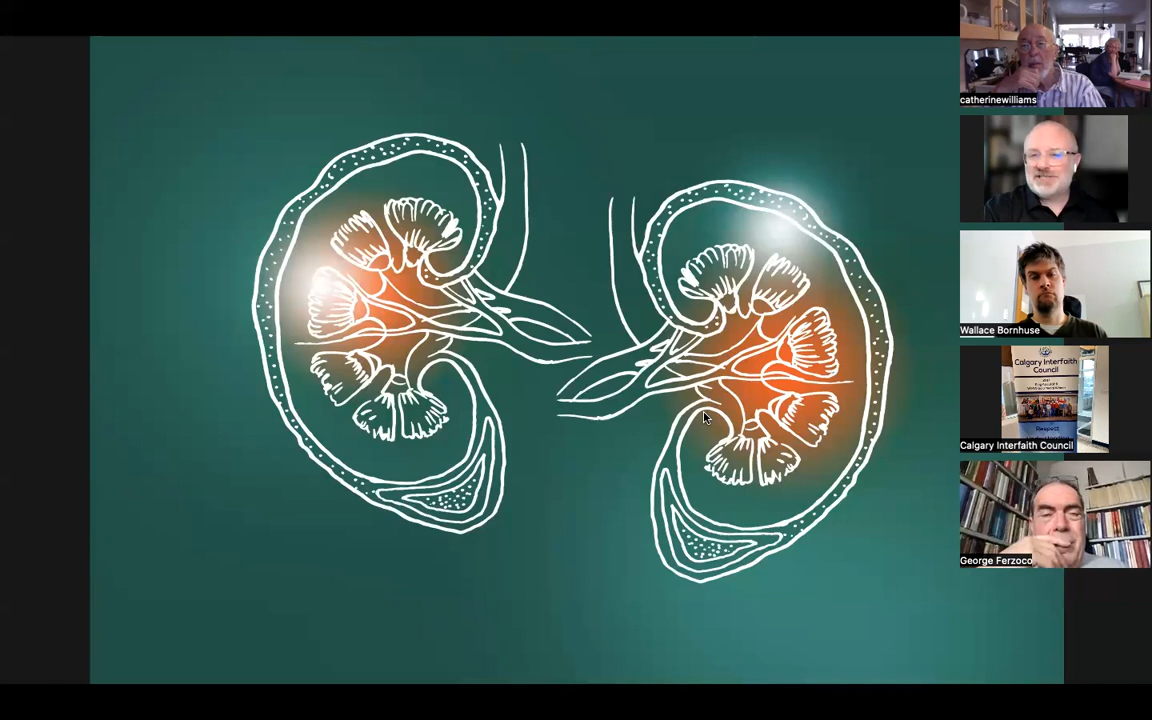 catherinewilliams
Wallace Bornhuse
Calgary Interfaith
Council
Respect
Calgary Interfaith Council
George Ferzoco